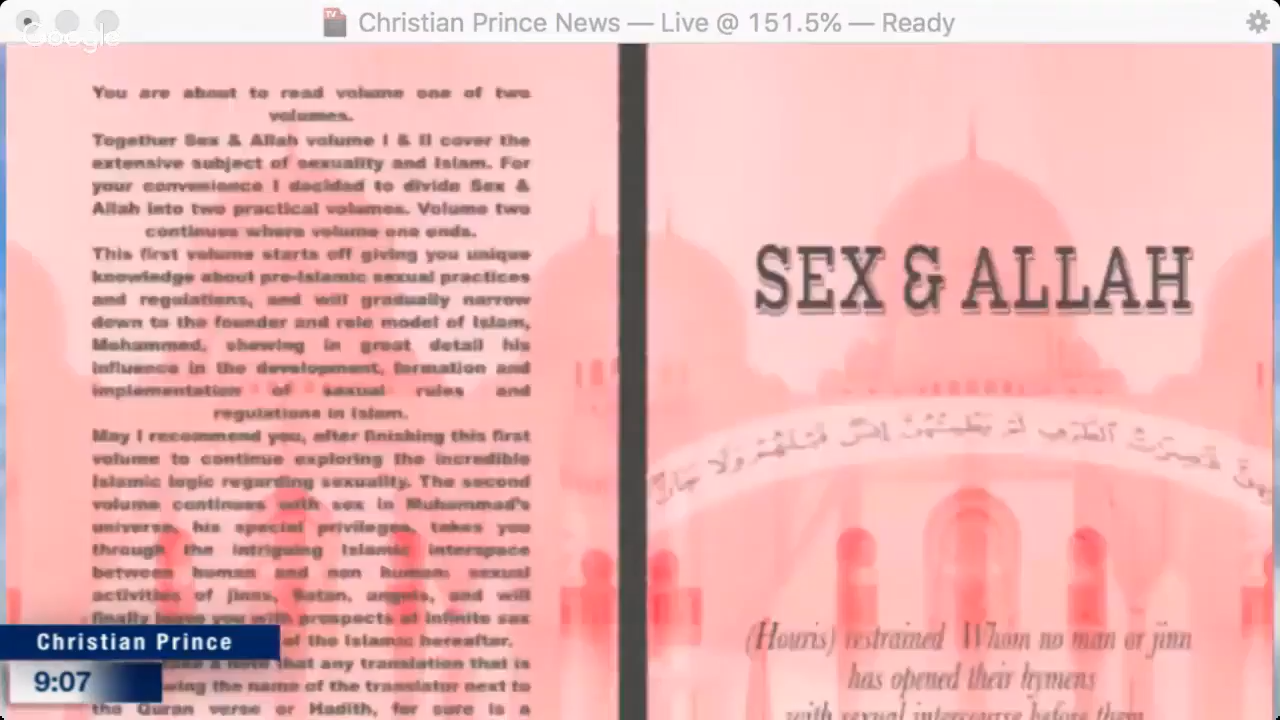 Google
Christian Prince News — Live @ 151.5% — Ready
You are about to read volume one of two
volumes.
Together Sex & Allah volume I & II cover the
extensive subject of sexuality and Islam. For
your convenience I decided to divide Sex &
Allah into two practical volumes. Volume two
continues where volume one ends.
This first volume starts off giving you unique
knowledge about pre-Islamic sexual practices
and regulations, and will gradually narrow
down to the founder and role model of Islam,
Mohammed, showing in great detail his
influence in the development, formation and
implementation of sexual rules and
regulations in Islam.
May I recommend you, after finishing this first
volume to continue exploring the incredible
Islamic logic regarding sexuality. The second
volume continues with sex in Muhammad's
universe, his special privileges, takes you
through the intriguing Islamic interspace
between human and non human: sexual
activities of jinns, Satan, angels, and will
finally leave you with prospects of infinite sex
of the Islamic hereafter.
a note that any translation that is
the name of the translator next to
the Quran verse or Hadith, for sure is a
Christian Prince
9:07
SEX & ALLAH
(Houris) restrained Whom no man or jinn
has opened their hymens
with sexual intercourse before them